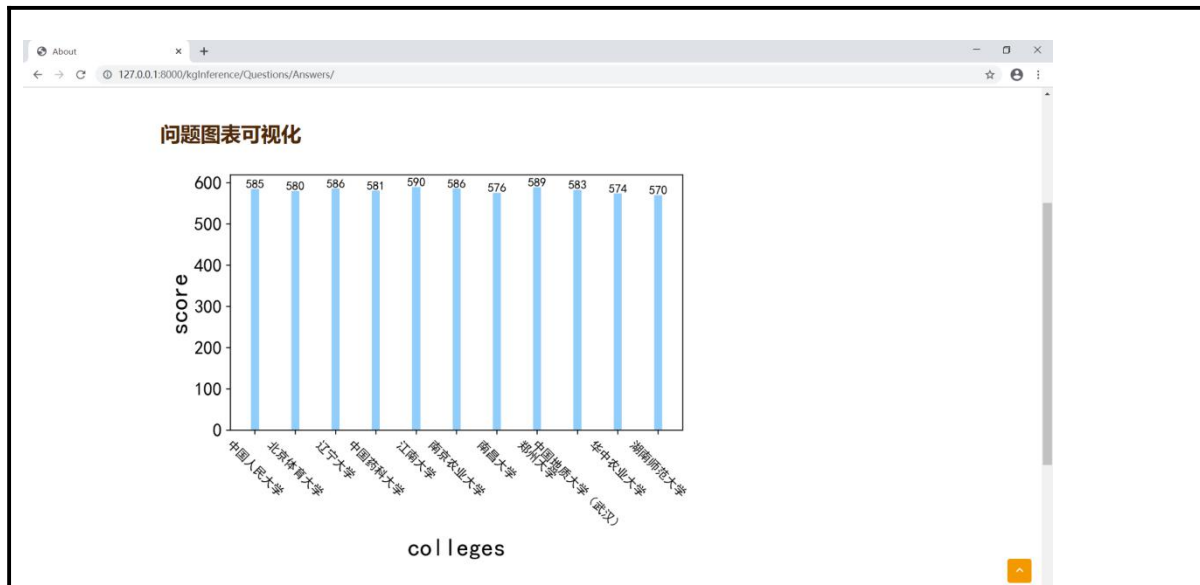 About
127.0.0.1:8000/kgInference/Questions/Answers/
问题图表可视化
600
500
400
300
200
100
0
score
585 580 586 581 590 586 576 589 583 574 570
中国人民大学
北京体育大学
辽宁大学
中国药科大学
江南大学
南京农业大学
南昌大学
郑州大学
中国地质大学（武汉）
华中农业大学
湖南师范大学
colleges